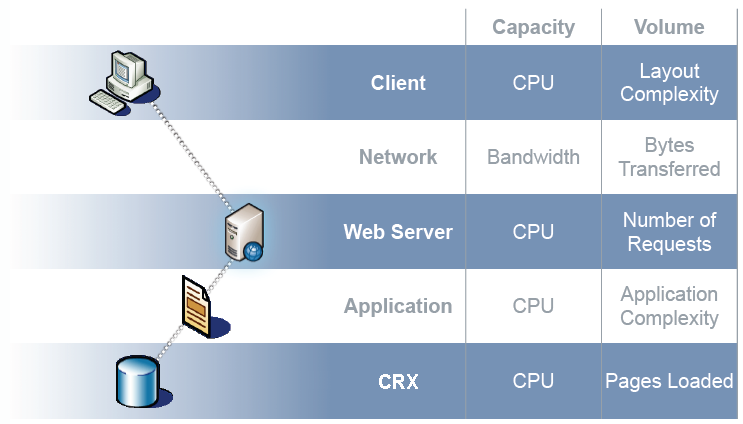 Capacity Volume
Client CPU Layout Complexity
Network Bandwidth Bytes Transferred
Web Server CPU Number of Requests
Application CPU Application Complexity
CRX CPU Pages Loaded